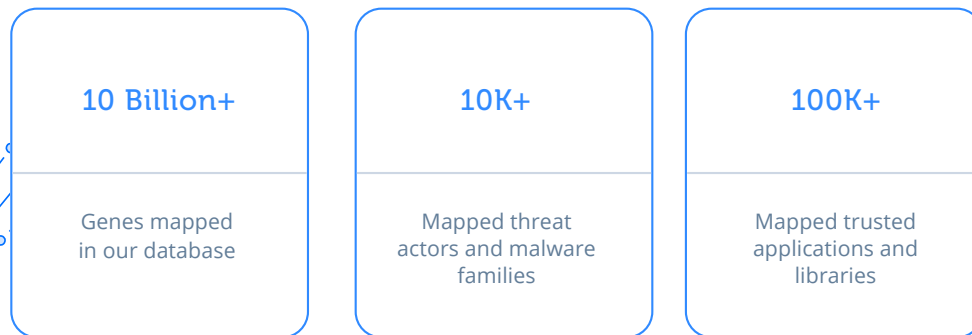 10 Billion+
Genes mapped
in our database
10K+
Mapped threat
actors and malware
families
100K+
Mapped trusted
applications and
libraries